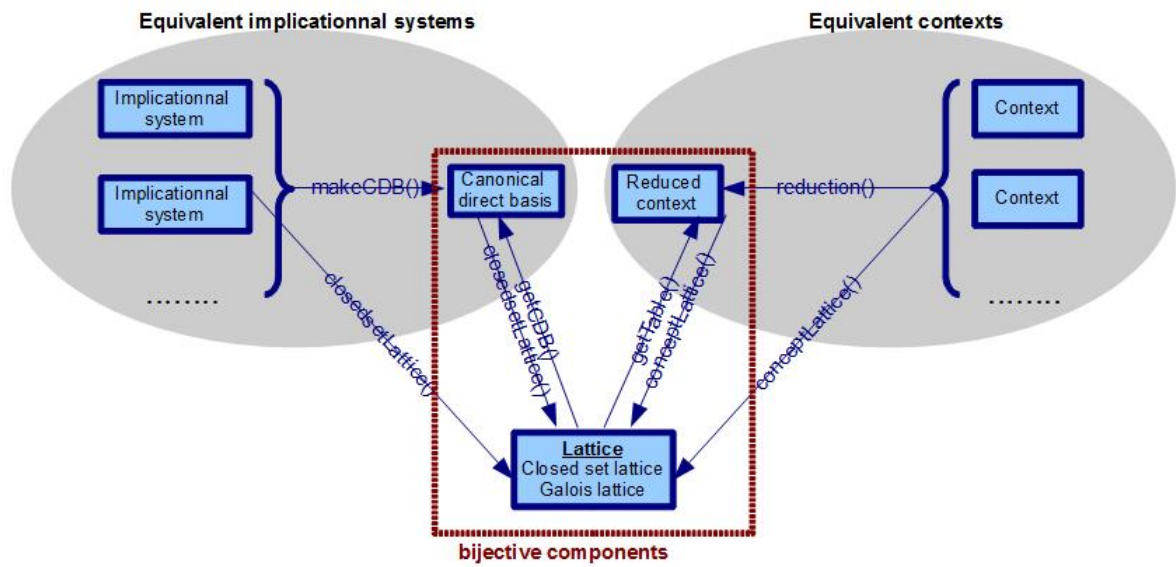 Equivalent implicationnal systems
Equivalent contexts
Implicationnal
system
Context
Implicationnal
system
makeCDB()
Canonical
direct basis
Reduced
context
reduction()
Context
........
........
closedsetLattice()
closedsetLattice()
getCDB()
getTable()
conceptLattice()
conceptLattice()
Lattice
Closed set lattice
Galois lattice
bijective components